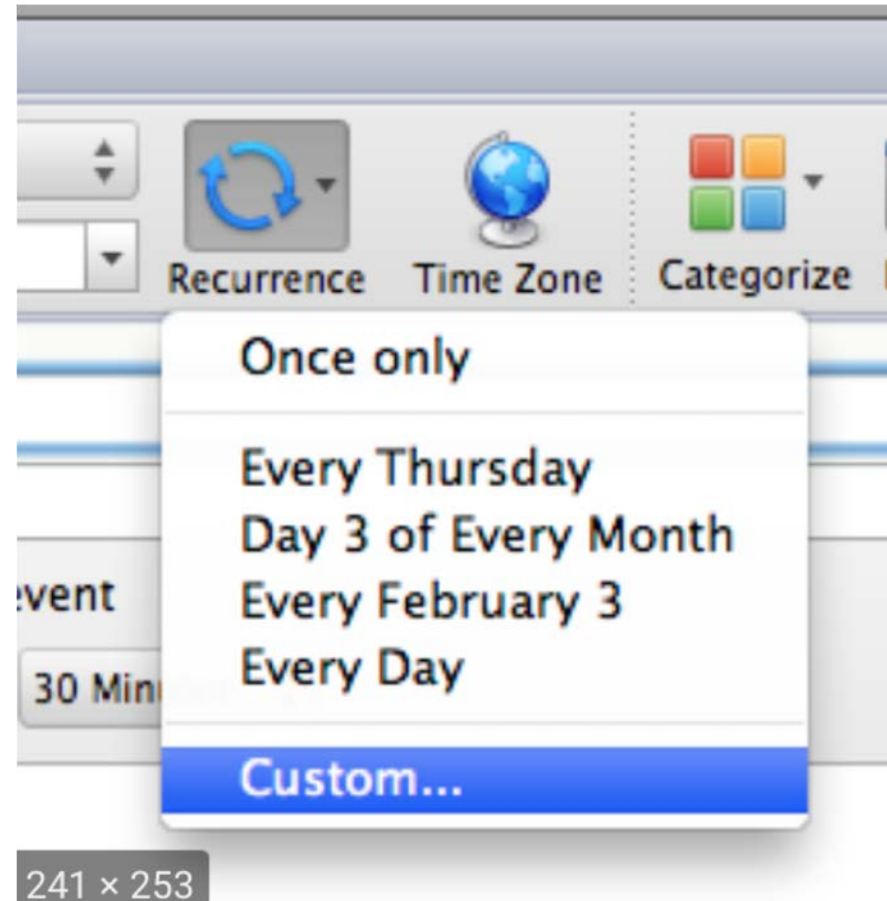 Recurrence Time Zone Categorize
Once only
Every Thursday
Day 3 of Every Month
event
Every February 3
30 Min
Every Day
Custom...
241 × 253